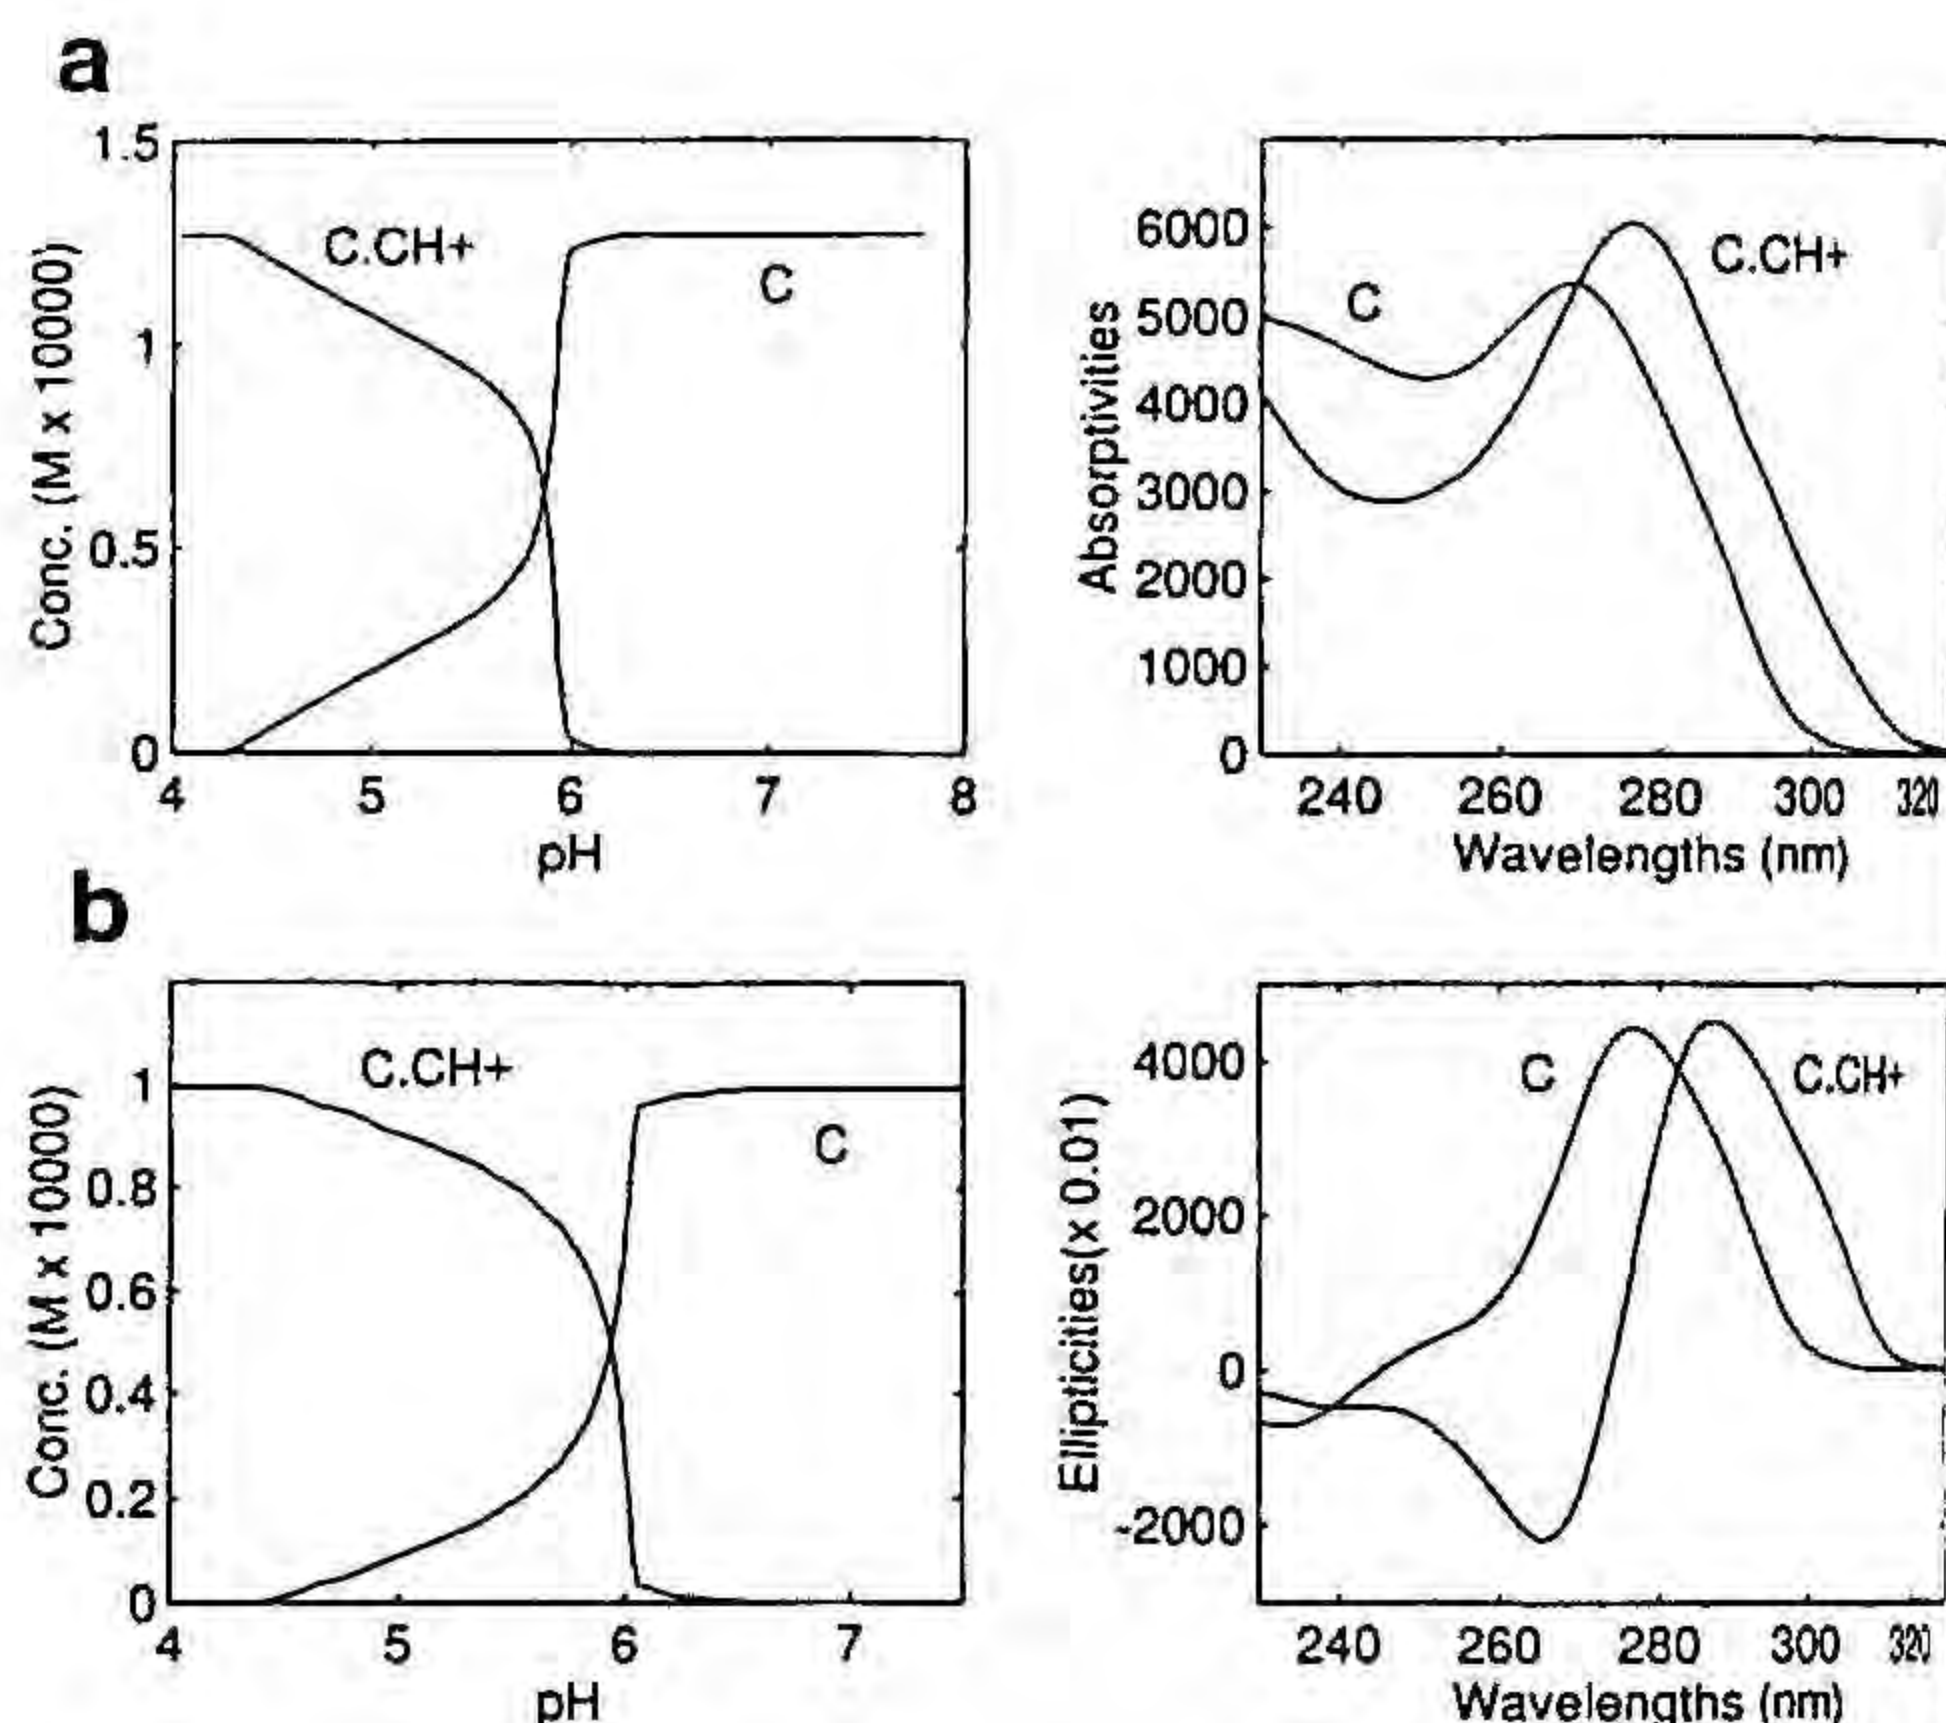 a
1.5
1
0.5
0
Conc. (M x 10000)
C.CH+
C
4 5 6 7 8
pH
6000
5000
4000
3000
2000
1000
0
Absorptivities
C
C.CH+
240 260 280 300 320
Wavelengths (nm)
b
1
0.8
0.6
0.4
0.2
0
Conc. (M x 10000)
C.CH+
C
4 5 6 7
pH
4000
2000
0
-2000
Ellipticities(x 0.01)
C
C.CH+
240 260 280 300 320
Wavelengths (nm)